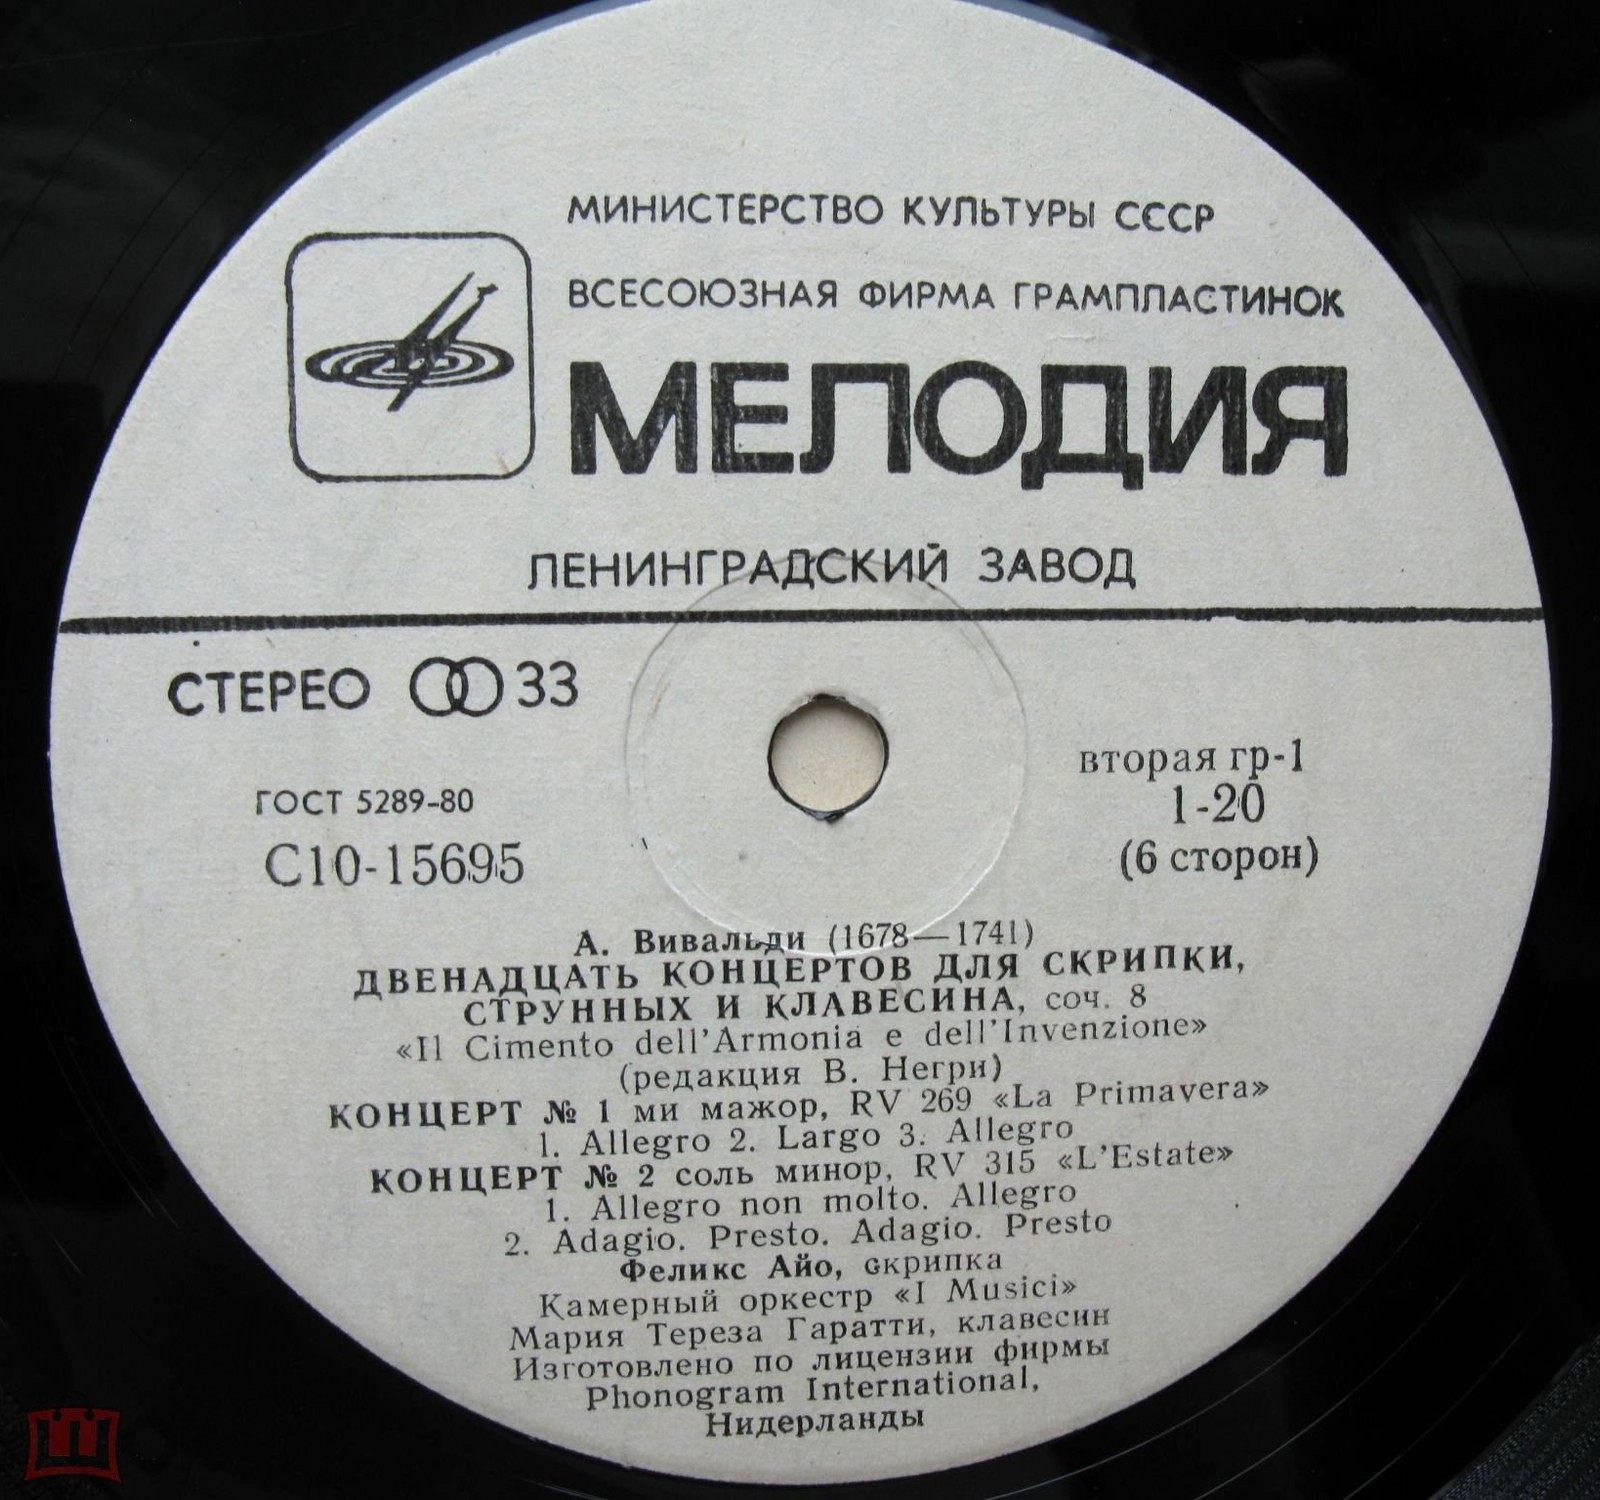 МИНИСТЕРСТВО КУЛЬТУРЫ СССР
ВСЕСОЮЗНАЯ ФИРМА ГРАМПЛАСТИНОК
МЕЛОДИЯ
ЛЕНИНГРАДСКИЙ ЗАВОД
СТЕРЕО 33
ГОСТ 5289-80
С10-15695
вторая гр-1
1-20
(6 сторон)
А. Вивальди (1678—1741)
ДВЕНАДЦАТЬ КОНЦЕРТОВ ДЛЯ СКРИПКИ,
СТРУННЫХ И КЛАВЕСИНА, соч. 8
«Il Cimento dell'Armonia e dell'Invenzione»
(редакция В. Негри)
КОНЦЕРТ № 1 ми мажор, RV 269 «La Primavera»
1. Allegro 2. Largo 3. Allegro
КОНЦЕРТ № 2 соль минор, RV 315 «L'Estate»
1. Allegro non molto. Allegro
2. Adagio. Presto. Adagio. Presto
Феликс Айо, скрипка
Камерный оркестр «I Musici»
Мария Тереза Гаратти, клавесин
Изготовлено по лицензии фирмы
Phonogram International,
Нидерланды